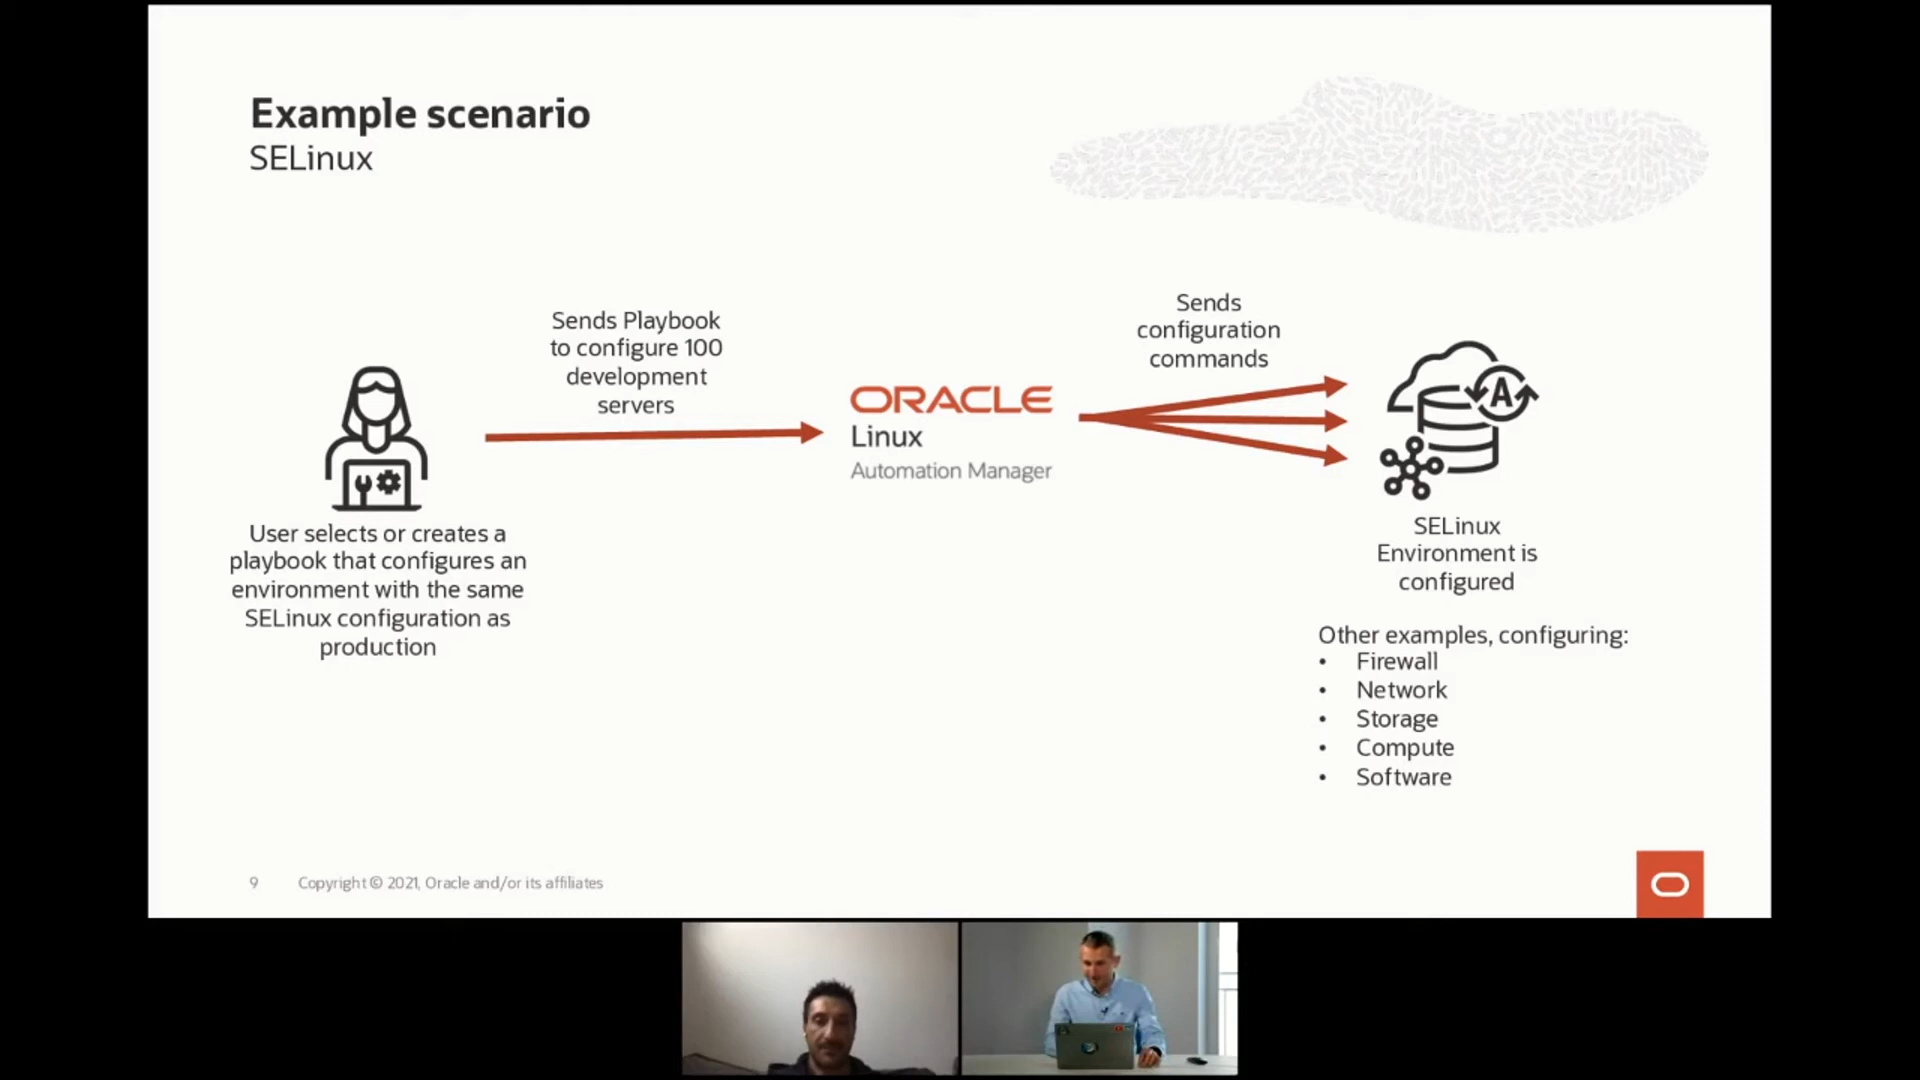 Example scenario
SELinux
Sends Playbook
to configure 100
development
servers
Sends
configuration
commands
ORACLE
Linux
Automation Manager
A
User selects or creates a
playbook that configures an
environment with the same
SELinux configuration as
production
SELinux
Environment is
configured
Other examples, configuring:
• Firewall
• Network
• Storage
• Compute
• Software
9 Copyright © 2021, Oracle and/or its affiliates